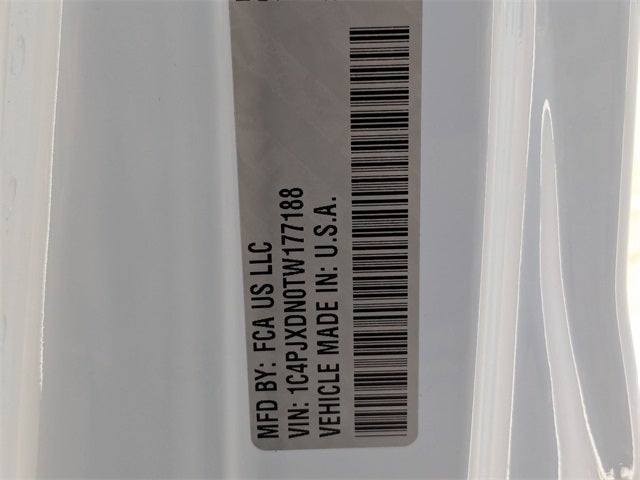 MFD BY: FCA US LLC
VIN: 1C4PJXDN0TW177188
VEHICLE MADE IN: U.S.A.